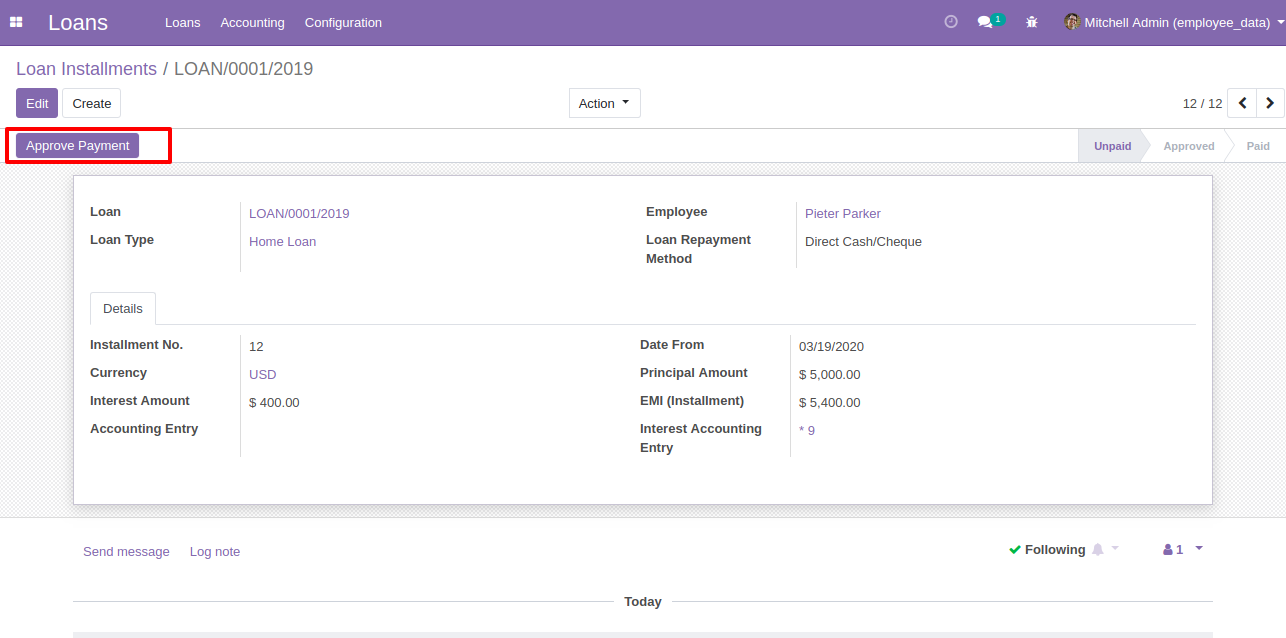 Loans Loans Accounting Configuration 1 Mitchell Admin (employee_data)
Loan Installments / LOAN/0001/2019
Edit Create Action 12 / 12
Approve Payment Unpaid Approved Paid
Loan LOAN/0001/2019 Employee Pieter Parker
Loan Type Home Loan Loan Repayment Direct Cash/Cheque
Method
Details
Installment No. 12 Date From 03/19/2020
Currency USD Principal Amount $ 5,000.00
Interest Amount $ 400.00 EMI (Installment) $ 5,400.00
Accounting Entry Interest Accounting * 9
Entry
Send message Log note Following 1
Today